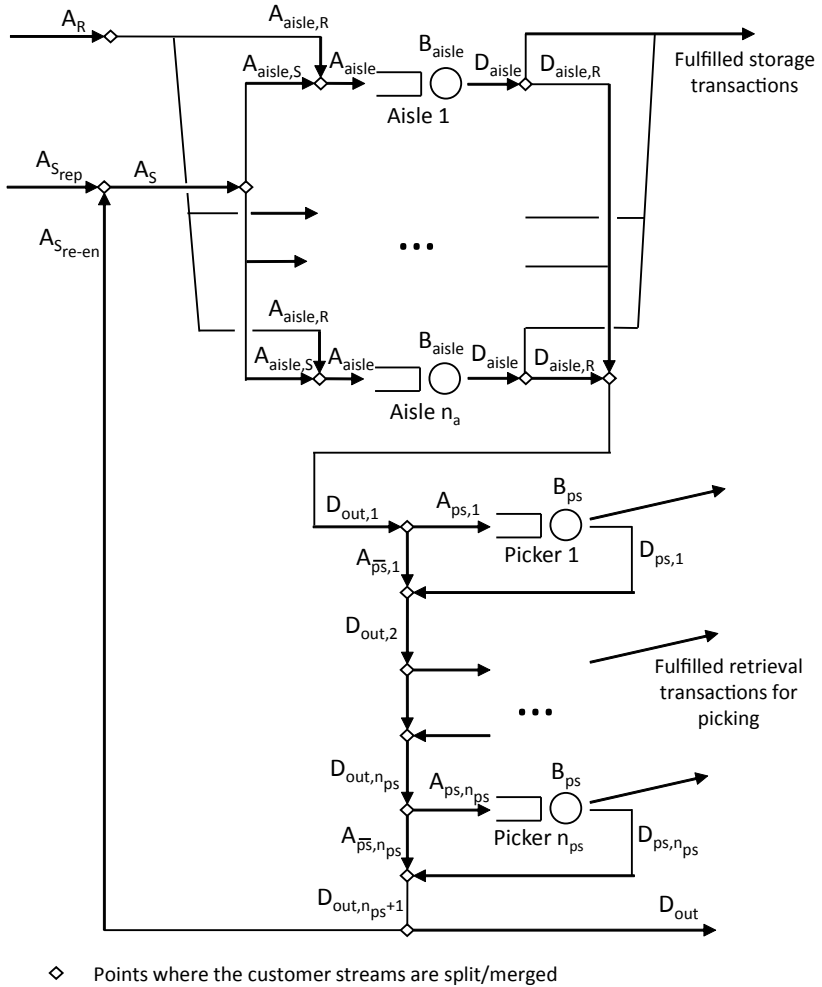 A_R
A_aisle,R
A_aisle,S
A_aisle
B_aisle
D_aisle
D_aisle,R
Fulfilled storage
transactions
Aisle 1
A_S_rep
A_S
A_S_re-en
...
A_aisle,R
A_aisle,S
A_aisle
B_aisle
D_aisle
D_aisle,R
Aisle n_a
D_out,1
A_ps,1
B_ps
Picker 1
D_ps,1
A_p̅s̅,1
D_out,2
Fulfilled retrieval
transactions for
picking
...
D_out,n_ps
A_ps,n_ps
B_ps
Picker n_ps
D_ps,n_ps
A_p̅s̅,n_ps
D_out,n_ps+1
D_out
Points where the customer streams are split/merged